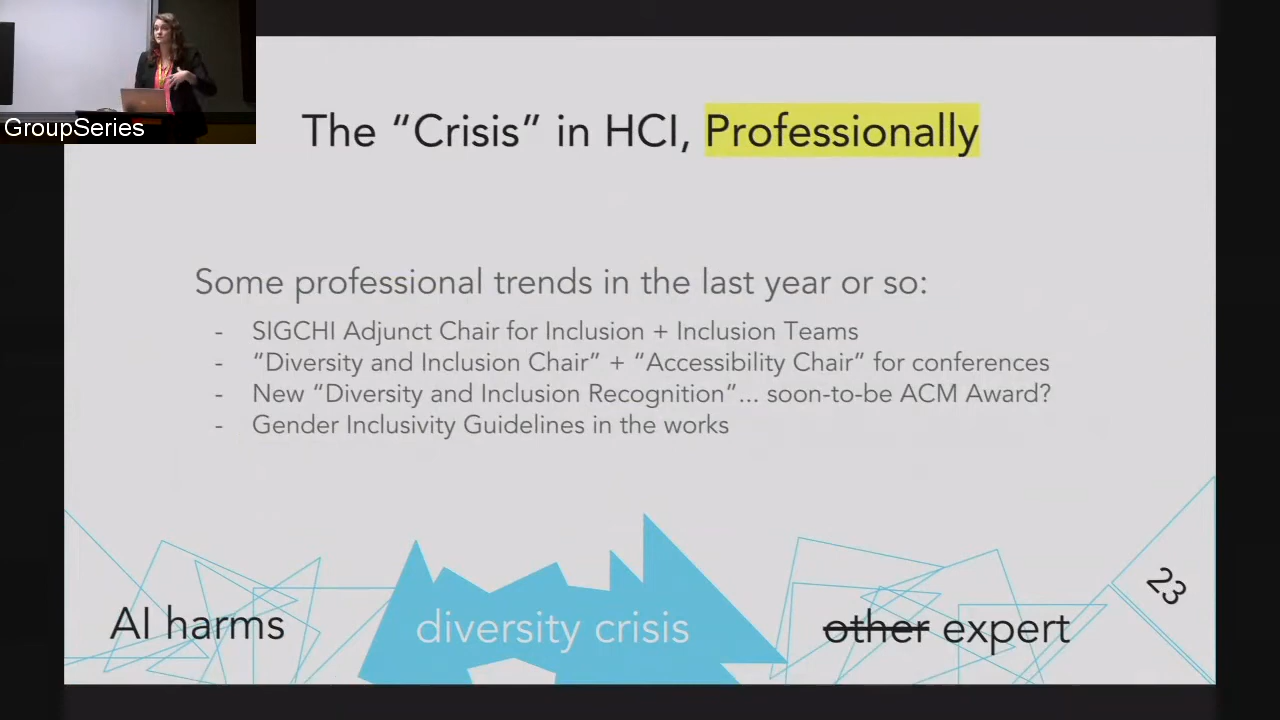 GroupSeries
The “Crisis” in HCI, Professionally
Some professional trends in the last year or so:
- SIGCHI Adjunct Chair for Inclusion + Inclusion Teams
- “Diversity and Inclusion Chair” + “Accessibility Chair” for conferences
- New “Diversity and Inclusion Recognition”... soon-to-be ACM Award?
- Gender Inclusivity Guidelines in the works
23
AI harms
diversity crisis
other expert